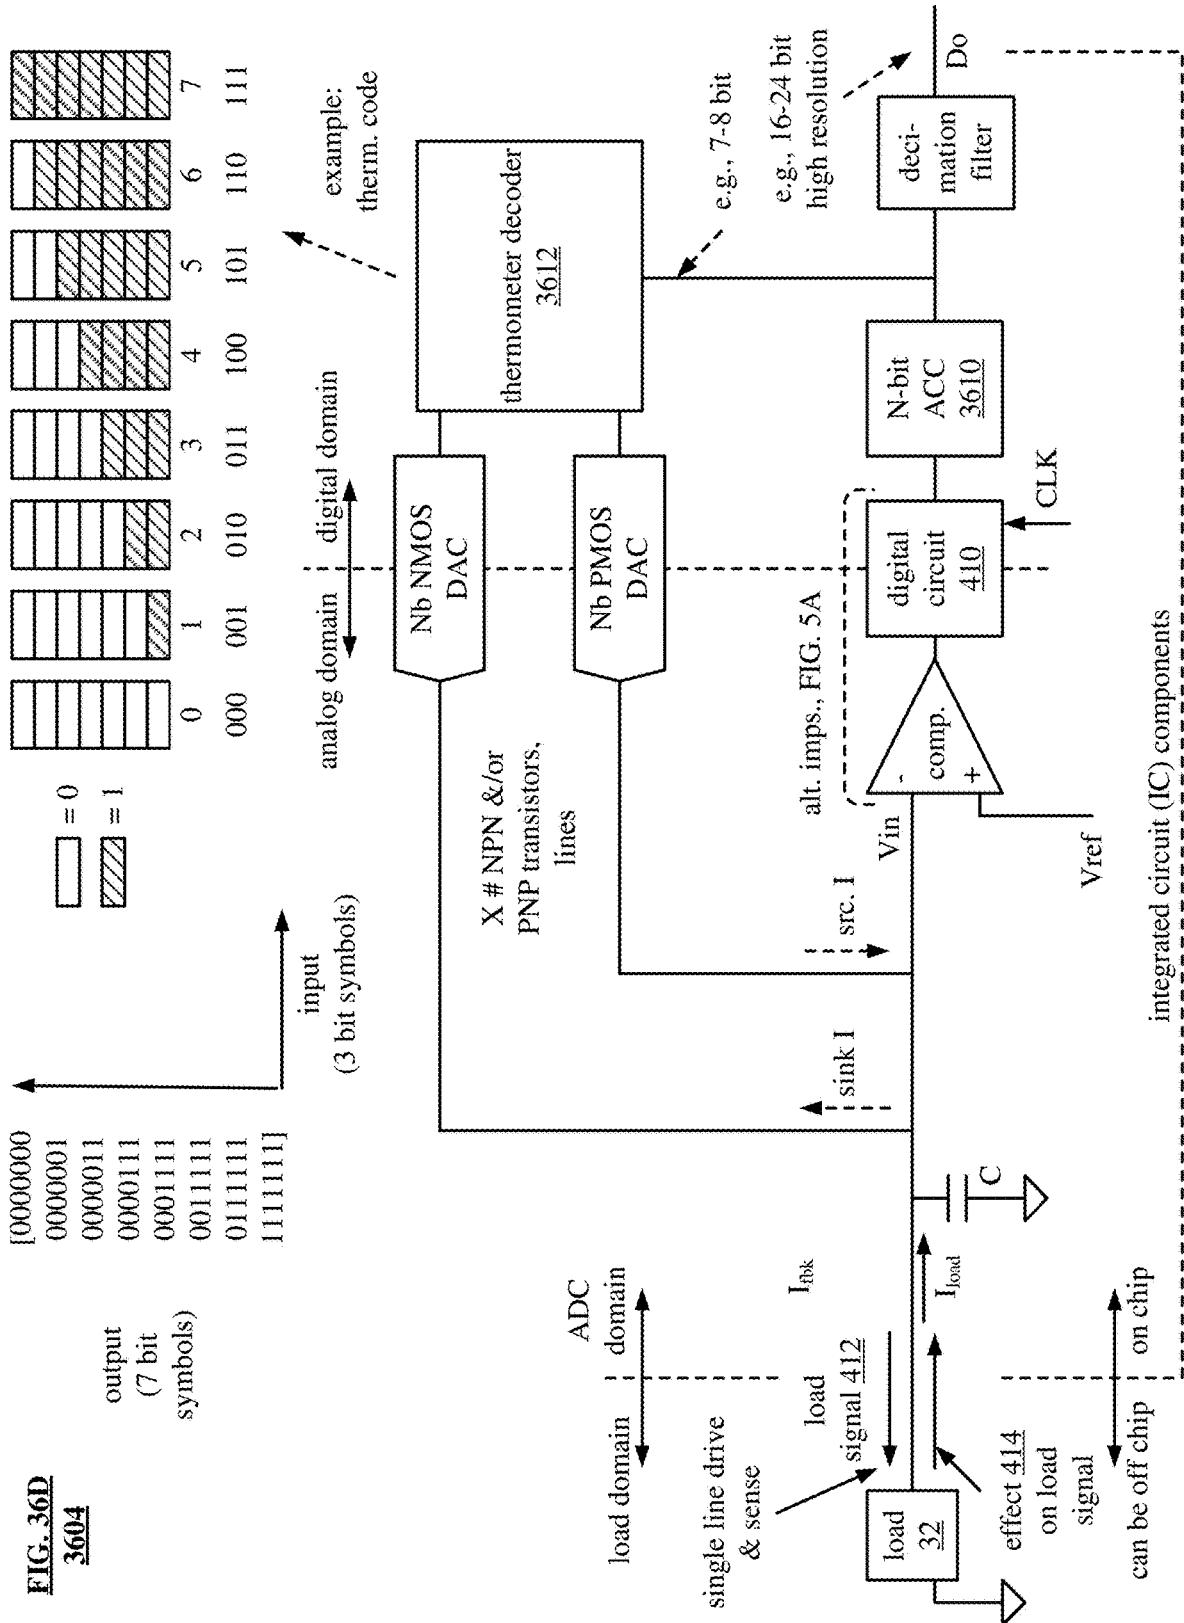 FIG. 36D
3604
output
(7 bit
symbols)
[0000000
0000001
0000011
0000111
0001111
0011111
0111111
1111111]
input
(3 bit symbols)
= 0
= 1
0 1 2 3 4 5 6 7
000 001 010 011 100 101 110 111
example:
therm. code
analog domain
digital domain
thermometer decoder
3612
Nb NMOS
DAC
Nb PMOS
DAC
X # NPN &/or
PNP transistors,
lines
e.g., 7-8 bit
e.g., 16-24 bit
high resolution
load domain
ADC
domain
single line drive
& sense
load
signal 412
Ifbk
sink I
src. I
alt. imps., FIG. 5A
Vin
-
comp.
+
Vref
digital
circuit
410
CLK
N-bit
ACC
3610
deci-
mation
filter
Do
load
32
Iload
C
effect 414
on load
signal
can be off chip
on chip
integrated circuit (IC) components